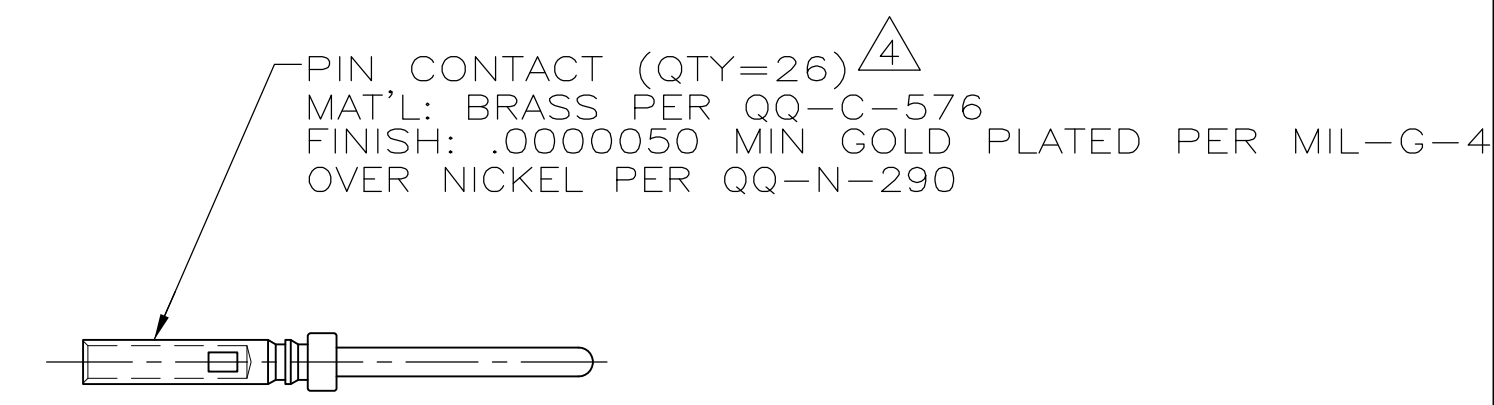 PIN CONTACT (QTY=26) 4
MAT'L: BRASS PER QQ-C-576
FINISH: .0000050 MIN GOLD PLATED PER MIL-G-4
OVER NICKEL PER QQ-N-290